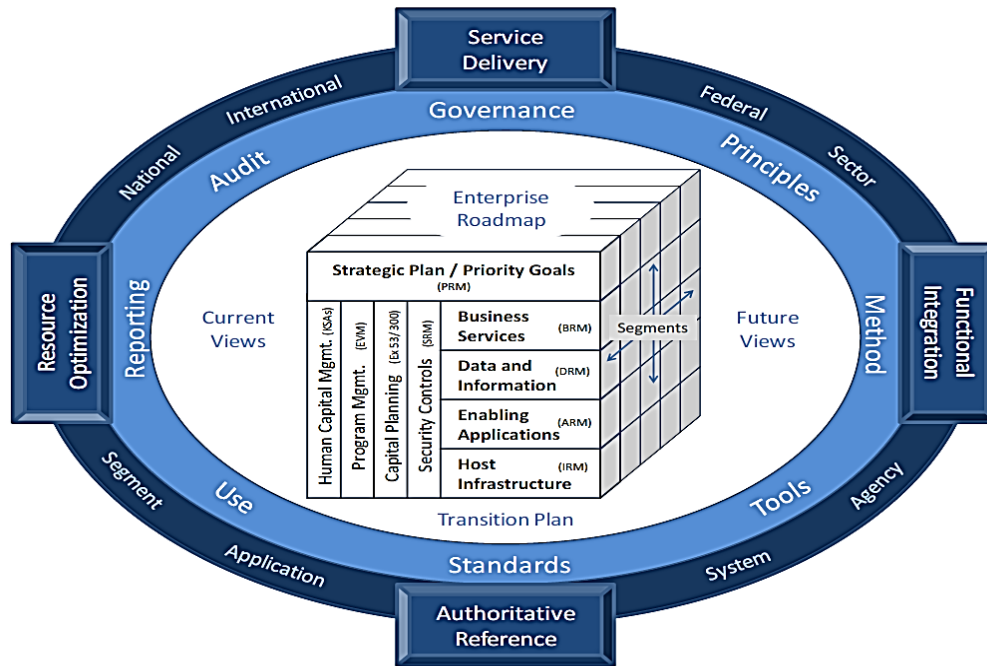 Service
Delivery
International
Federal
National
Sector
Governance
Audit
Principles
Resource
Optimization
Reporting
Method
Functional
Integration
Enterprise
Roadmap
Strategic Plan / Priority Goals
(PRM)
Current
Views
Future
Views
Human Capital Mgmt. (KSAs)
Program Mgmt. (EVM)
Capital Planning (Ex 53/ 300)
Security Controls (SRM)
Business
Services (BRM)
Data and
Information (DRM)
Enabling
Applications (ARM)
Host
Infrastructure (IRM)
Segments
Transition Plan
Use
Tools
Standards
Segment
Agency
Application
System
Authoritative
Reference